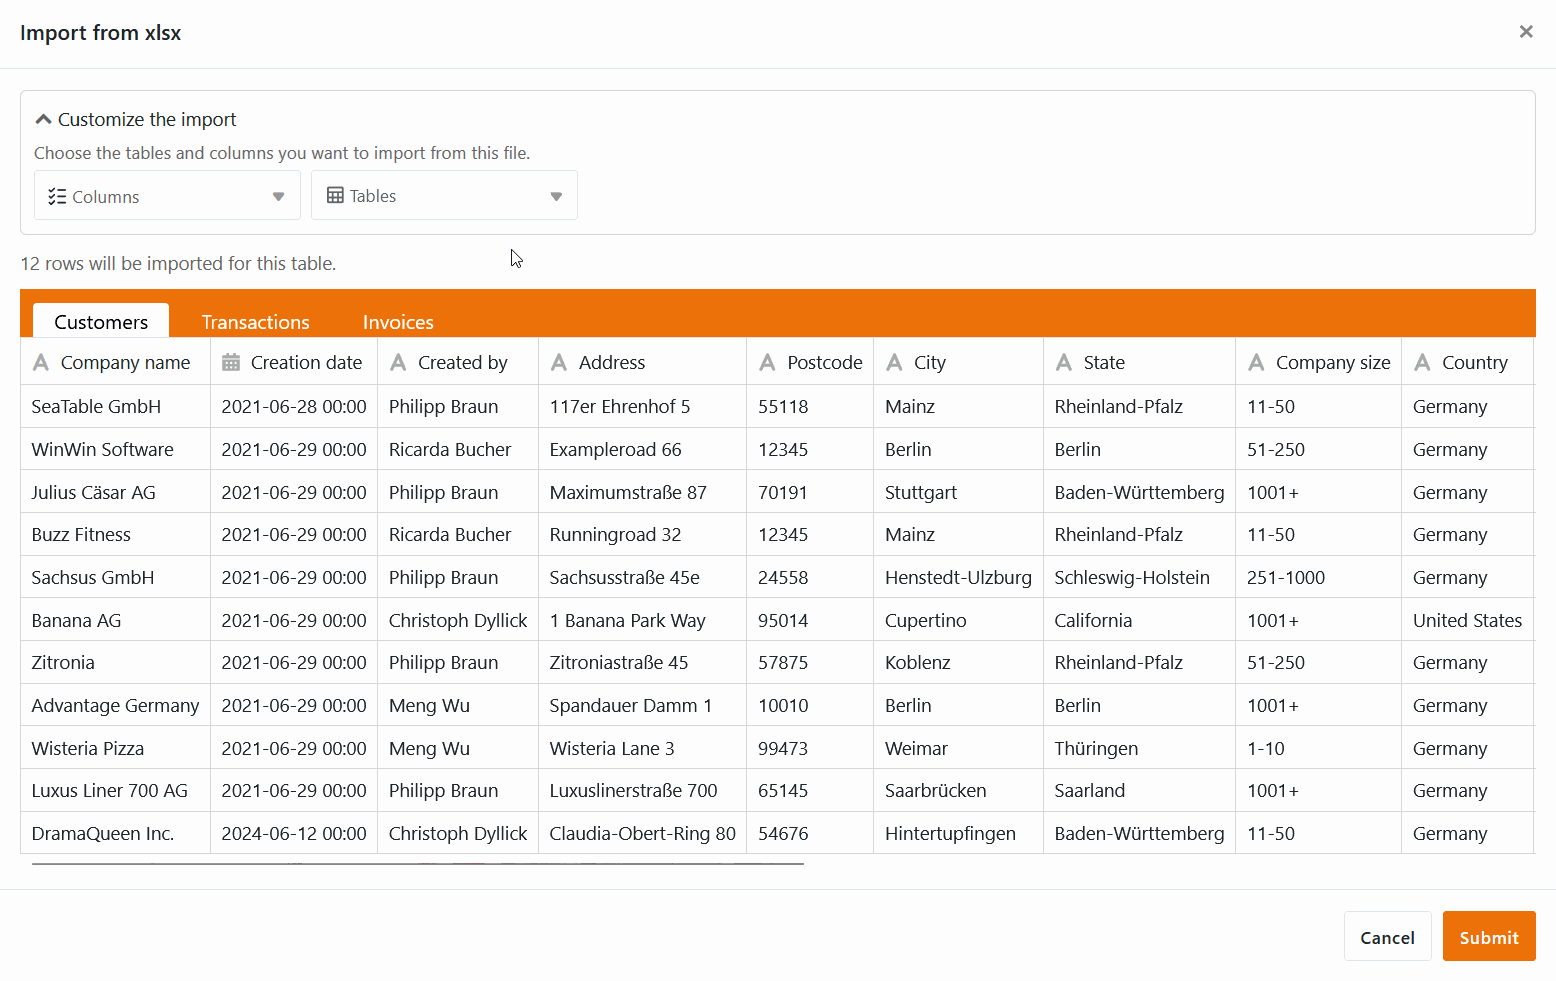 Import from xlsx
Customize the import
Choose the tables and columns you want to import from this file.
Columns Tables
12 rows will be imported for this table.
Customers Transactions Invoices
Company name Creation date Created by Address Postcode City State Company size Country
SeaTable GmbH 2021-06-28 00:00 Philipp Braun 117er Ehrenhof 5 55118 Mainz Rheinland-Pfalz 11-50 Germany
WinWin Software 2021-06-29 00:00 Ricarda Bucher Exampleroad 66 12345 Berlin Berlin 51-250 Germany
Julius Cäsar AG 2021-06-29 00:00 Philipp Braun Maximumstraße 87 70191 Stuttgart Baden-Württemberg 1001+ Germany
Buzz Fitness 2021-06-29 00:00 Ricarda Bucher Runningroad 32 12345 Mainz Rheinland-Pfalz 11-50 Germany
Sachsus GmbH 2021-06-29 00:00 Philipp Braun Sachsusstraße 45e 24558 Henstedt-Ulzburg Schleswig-Holstein 251-1000 Germany
Banana AG 2021-06-29 00:00 Christoph Dyllick 1 Banana Park Way 95014 Cupertino California 1001+ United States
Zitronia 2021-06-29 00:00 Philipp Braun Zitroniastraße 45 57875 Koblenz Rheinland-Pfalz 51-250 Germany
Advantage Germany 2021-06-29 00:00 Meng Wu Spandauer Damm 1 10010 Berlin Berlin 1001+ Germany
Wisteria Pizza 2021-06-29 00:00 Meng Wu Wisteria Lane 3 99473 Weimar Thüringen 1-10 Germany
Luxus Liner 700 AG 2021-06-29 00:00 Philipp Braun Luxuslinerstraße 700 65145 Saarbrücken Saarland 1001+ Germany
DramaQueen Inc. 2024-06-12 00:00 Christoph Dyllick Claudia-Obert-Ring 80 54676 Hintertupfingen Baden-Württemberg 11-50 Germany
Cancel Submit